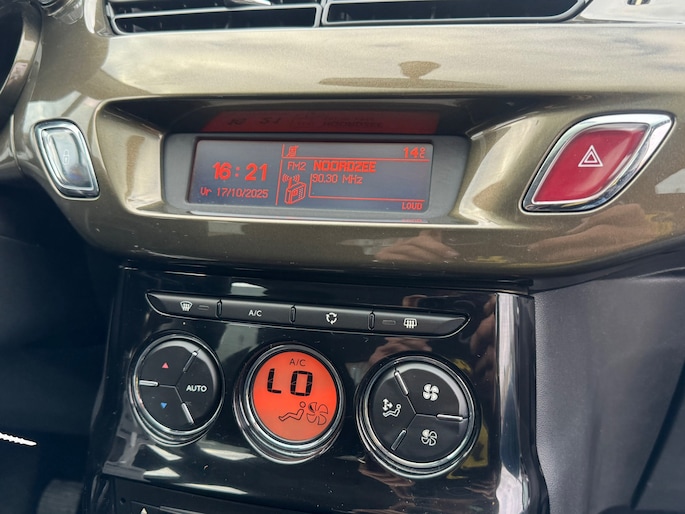 14°C
16:21
FM2 NOORDZEE
90.30 MHz
Vr 17/10/2025
LOUD
A/C
AUTO
A/C
LO